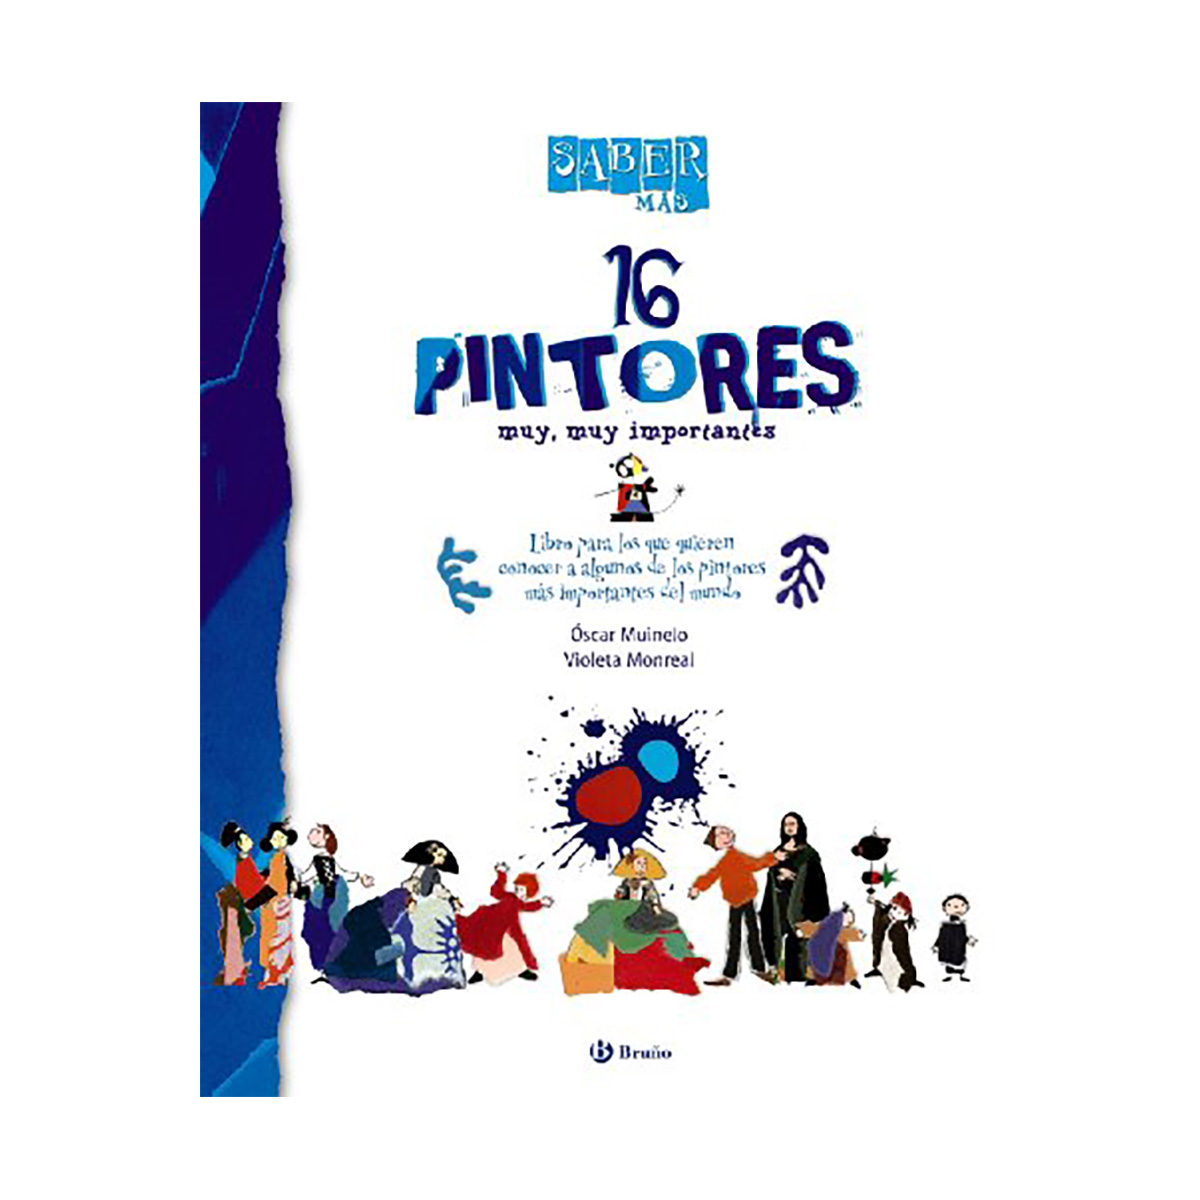 SABER
MÁS
16
PINTORES
muy, muy importantes
Libro para los que quieren
conocer a algunos de los pintores
más importantes del mundo
Óscar Muinelo
Violeta Monreal
B Bruño